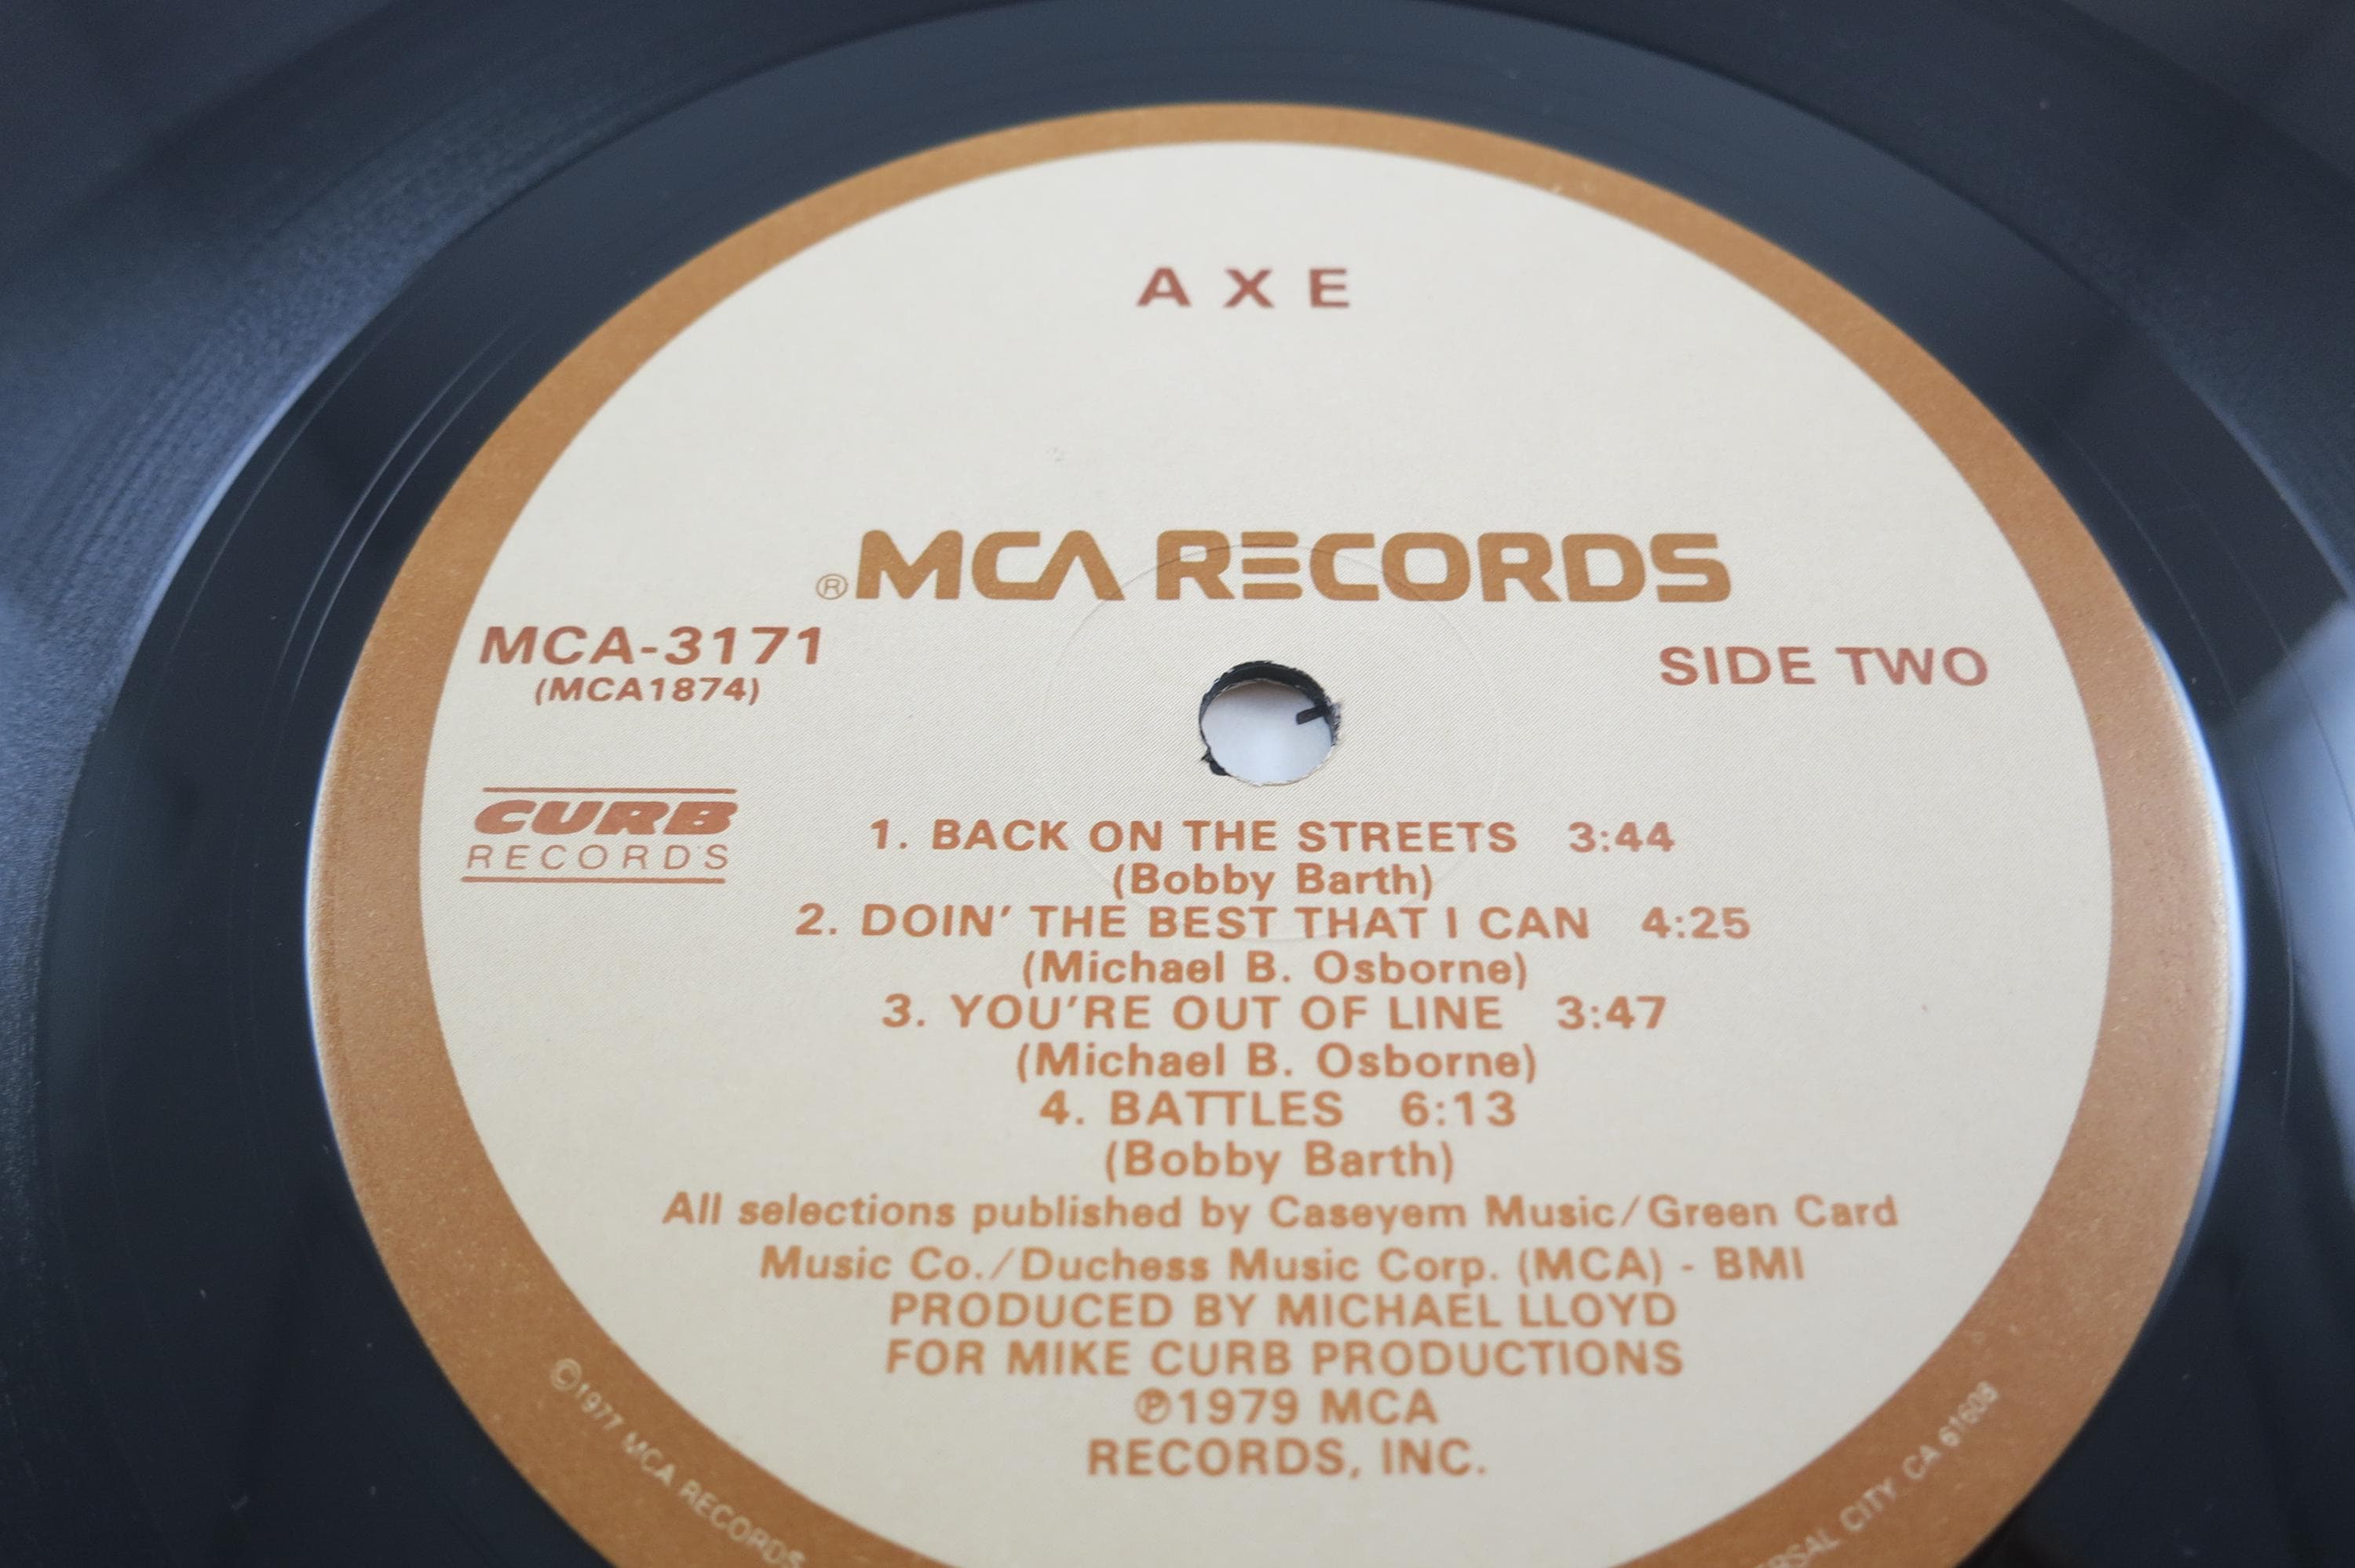 A X E
® MCA RECORDS
MCA-3171
(MCA1874)
SIDE TWO
CURB
RECORDS
1. BACK ON THE STREETS 3:44
(Bobby Barth)
2. DOIN' THE BEST THAT I CAN 4:25
(Michael B. Osborne)
3. YOU'RE OUT OF LINE 3:47
(Michael B. Osborne)
4. BATTLES 6:13
(Bobby Barth)
All selections published by Caseyem Music/Green Card
Music Co./Duchess Music Corp. (MCA) - BMI
PRODUCED BY MICHAEL LLOYD
FOR MIKE CURB PRODUCTIONS
℗1979 MCA
RECORDS, INC.
©1977 MCA RECORDS
CITY, CA 61608